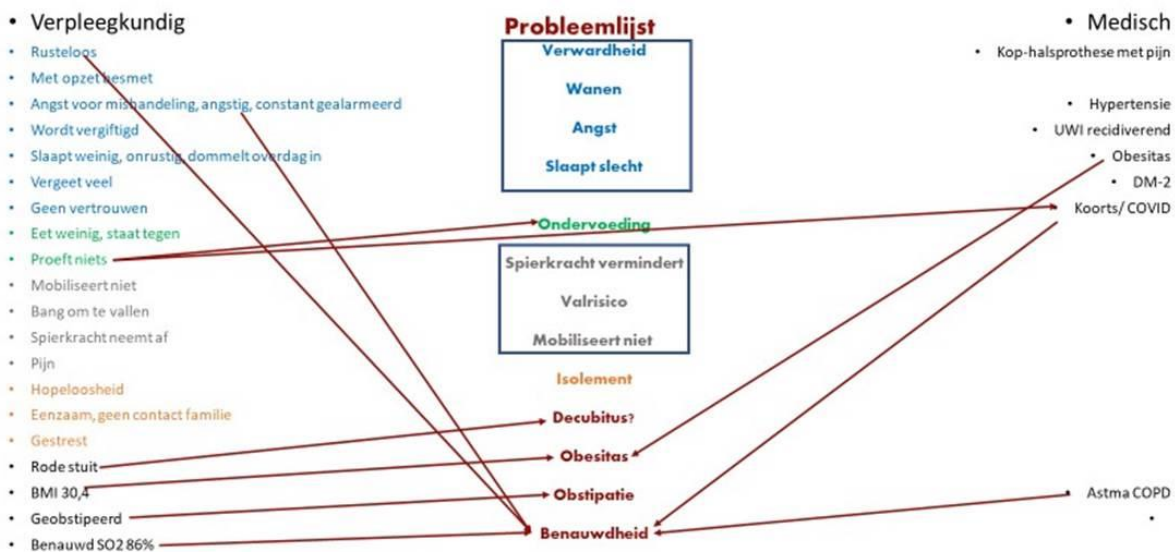 Verpleegkundig
Rusteloos
Met opzet besmet
Angst voor mishandeling, angstig, constant gealarmeerd
Wordt vergiftigd
Slaapt weinig, onrustig, dommelt overdag in
Vergeet veel
Geen vertrouwen
Eet weinig, staat tegen
Proeft niets
Mobiliseert niet
Bang om te vallen
Spierkracht neemt af
Pijn
Hopeloosheid
Eenzaam, geen contact familie
Gestrest
Rode stuit
BMI 30,4
Geobstipeerd
Benauwd SO2 86%
Probleemlijst
Verwardheid
Wanen
Angst
Slaapt slecht
Ondervoeding
Spierkracht vermindert
Valrisico
Mobiliseert niet
Isolement
Decubitus?
Obesitas
Obstipatie
Benauwdheid
Medisch
Kop-halsprothese met pijn
Hypertensie
UWI recidiverend
Obesitas
DM-2
Koorts/ COVID
Astma COPD